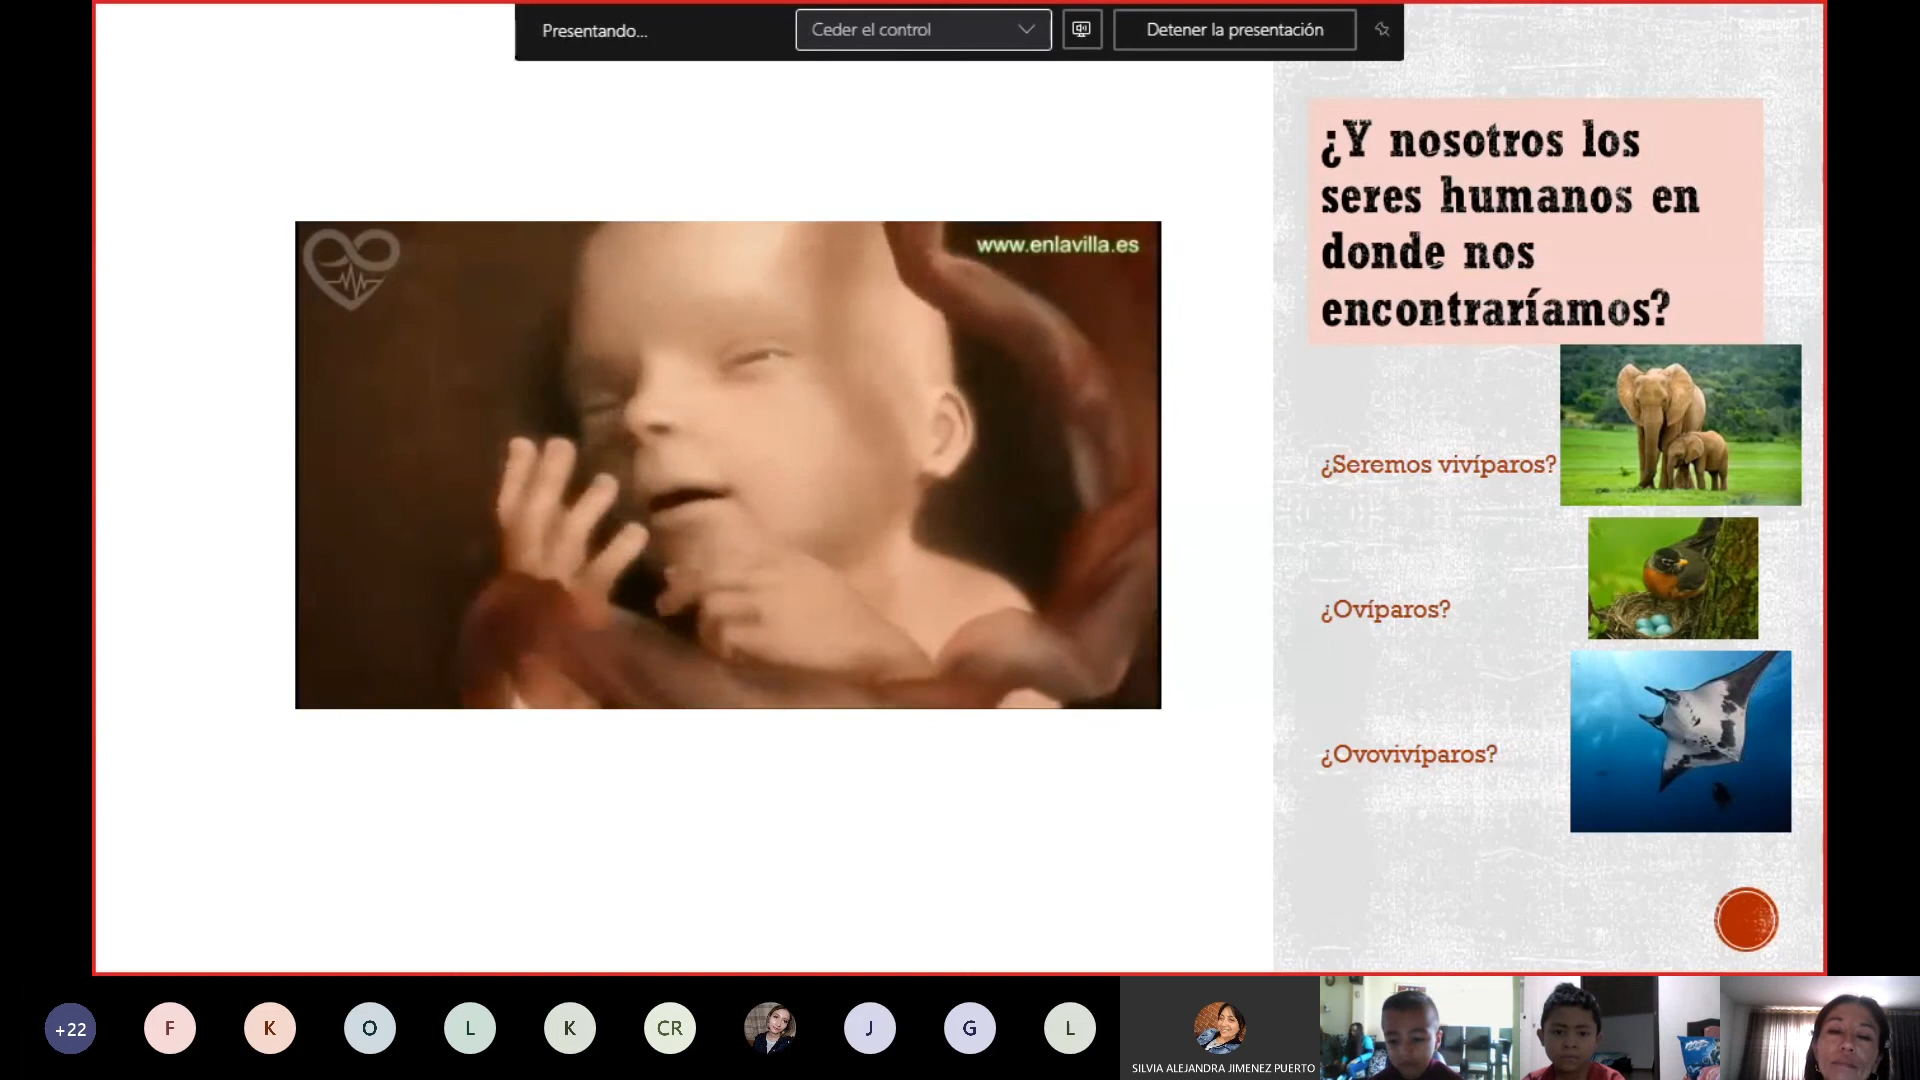 Presentando...
Ceder el control
Detener la presentación
¿Y nosotros los
seres humanos en
donde nos
encontraríamos?
www.enlavilla.es
¿Seremos vivíparos?
¿Ovíparos?
¿Ovovivíparos?
+22
F
K
O
L
K
CR
J
G
L
SILVIA ALEJANDRA JIMENEZ PUERTO